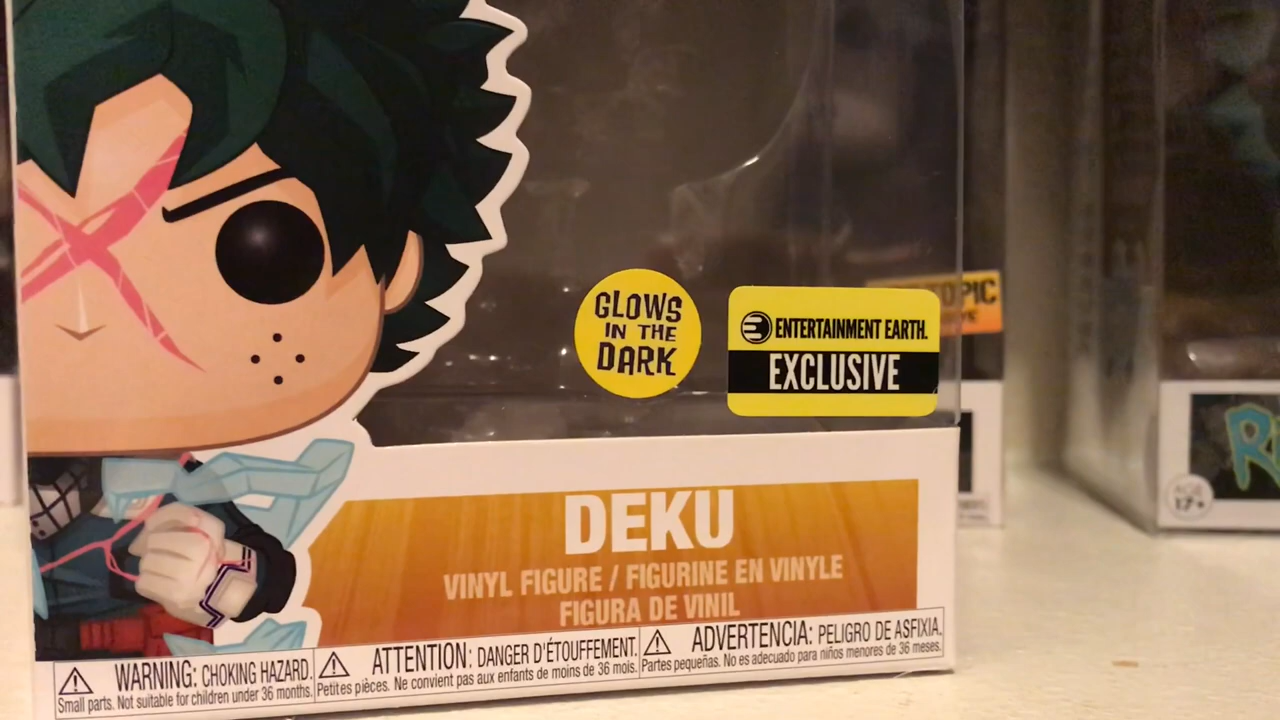 GLOWS
IN THE
DARK
ENTERTAINMENT EARTH.
EXCLUSIVE
DEKU
VINYL FIGURE / FIGURINE EN VINYLE
FIGURA DE VINIL
WARNING: CHOKING HAZARD.
Small parts. Not suitable for children under 36 months.
ATTENTION: DANGER D'ÉTOUFFEMENT.
Petites pièces. Ne convient pas aux enfants de moins de 36 mois.
ADVERTENCIA: PELIGRO DE ASFIXIA.
Partes pequeñas. No es adecuado para niños menores de 36 meses.
17+